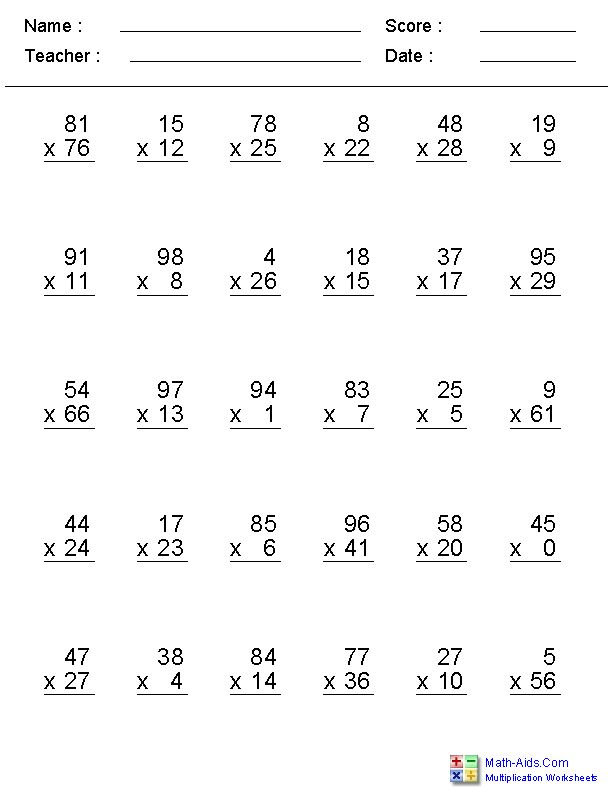 Name : Score :
Teacher : Date :
81 15 78 8 48 19
x 76 x 12 x 25 x 22 x 28 x 9
91 98 4 18 37 95
x 11 x 8 x 26 x 15 x 17 x 29
54 97 94 83 25 9
x 66 x 13 x 1 x 7 x 5 x 61
44 17 85 96 58 45
x 24 x 23 x 6 x 41 x 20 x 0
47 38 84 77 27 5
x 27 x 4 x 14 x 36 x 10 x 56
Math-Aids.Com
Multiplication Worksheets